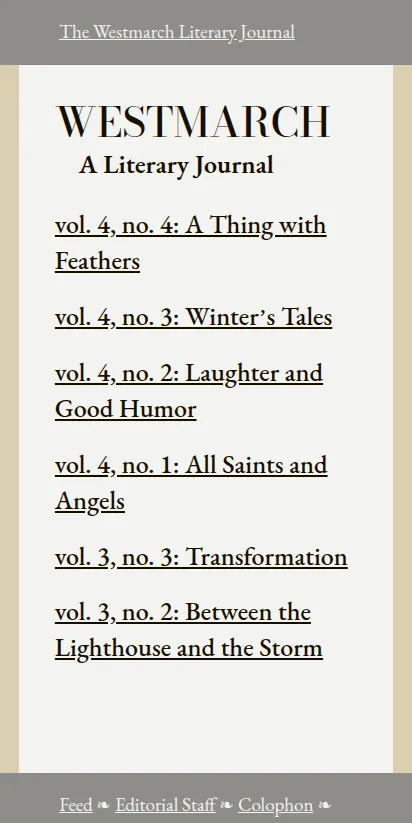 The Westmarch Literary Journal
WESTMARCH
A Literary Journal
vol. 4, no. 4: A Thing with
Feathers
vol. 4, no. 3: Winter’s Tales
vol. 4, no. 2: Laughter and
Good Humor
vol. 4, no. 1: All Saints and
Angels
vol. 3, no. 3: Transformation
vol. 3, no. 2: Between the
Lighthouse and the Storm
Feed ❧ Editorial Staff ❧ Colophon ❧